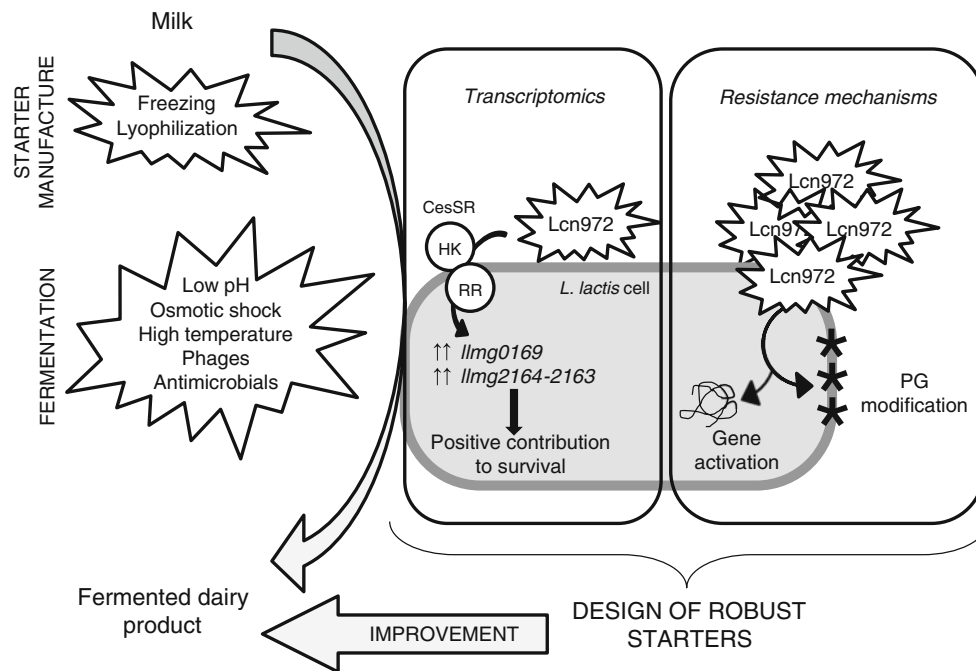 Milk
STARTER
MANUFACTURE
Freezing
Lyophilization
FERMENTATION
Low pH
Osmotic shock
High temperature
Phages
Antimicrobials
Fermented dairy
product
Transcriptomics
CesSR
HK
RR
Lcn972
L. lactis cell
↑↑ llmg0169
↑↑ llmg2164-2163
Positive contribution
to survival
Resistance mechanisms
Lcn972
Lcn972
Lcn972
Gene
activation
PG
modification
DESIGN OF ROBUST
STARTERS
IMPROVEMENT